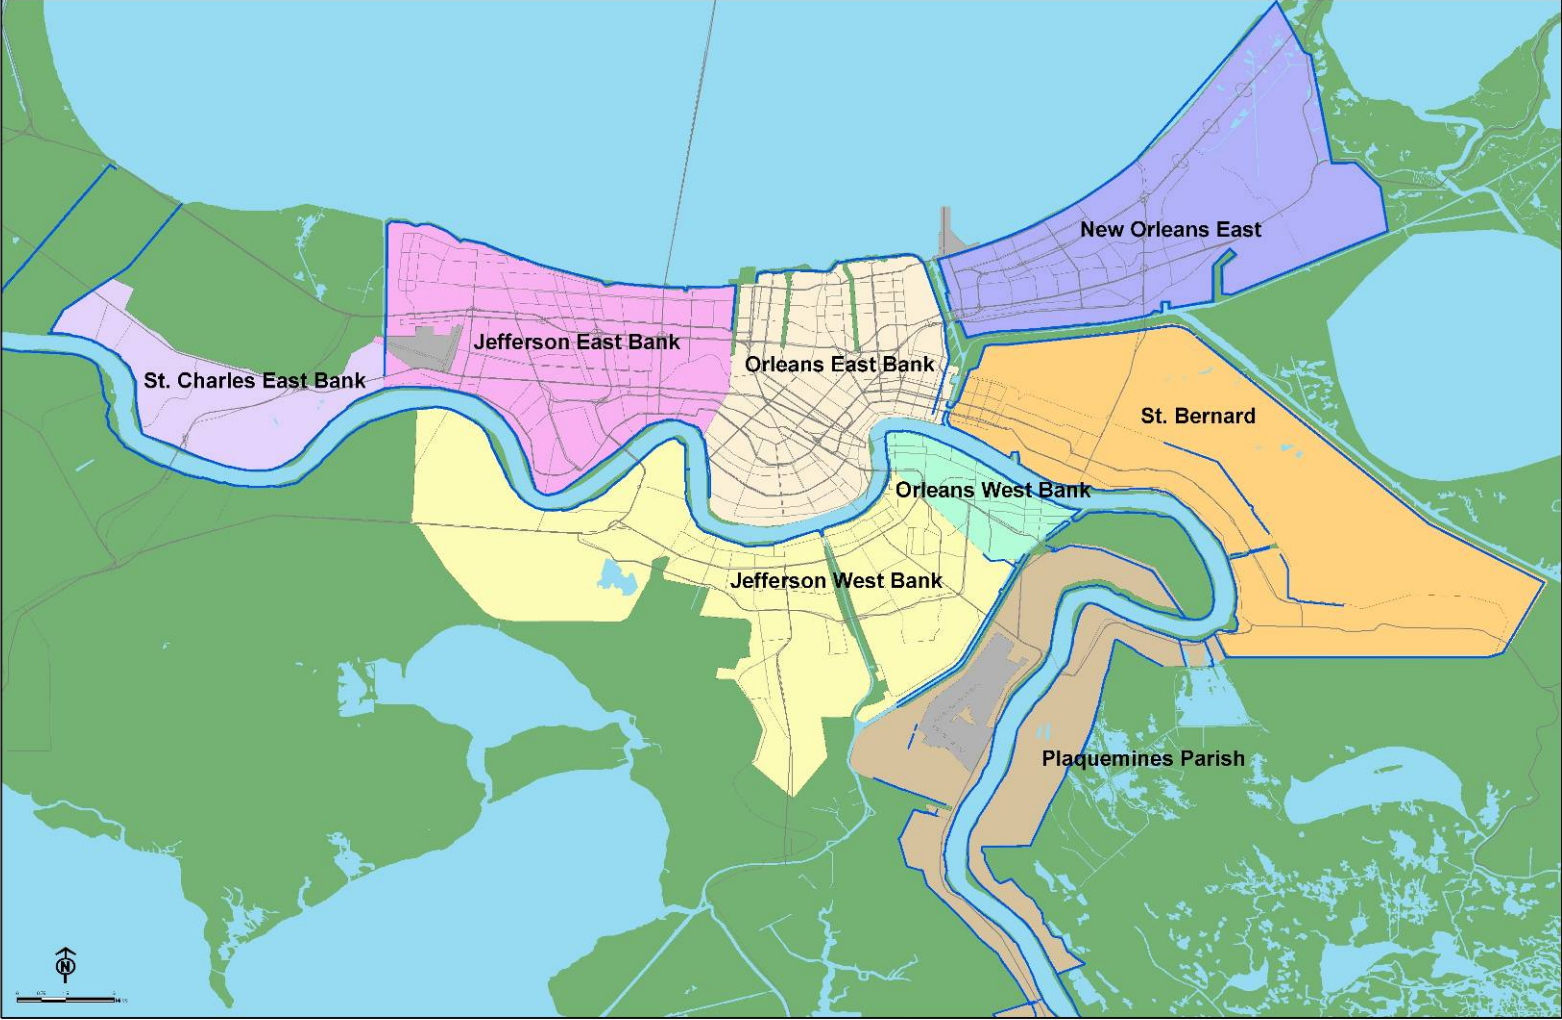 New Orleans East
Jefferson East Bank
Orleans East Bank
St. Charles East Bank
St. Bernard
Orleans West Bank
Jefferson West Bank
Plaquemines Parish
N